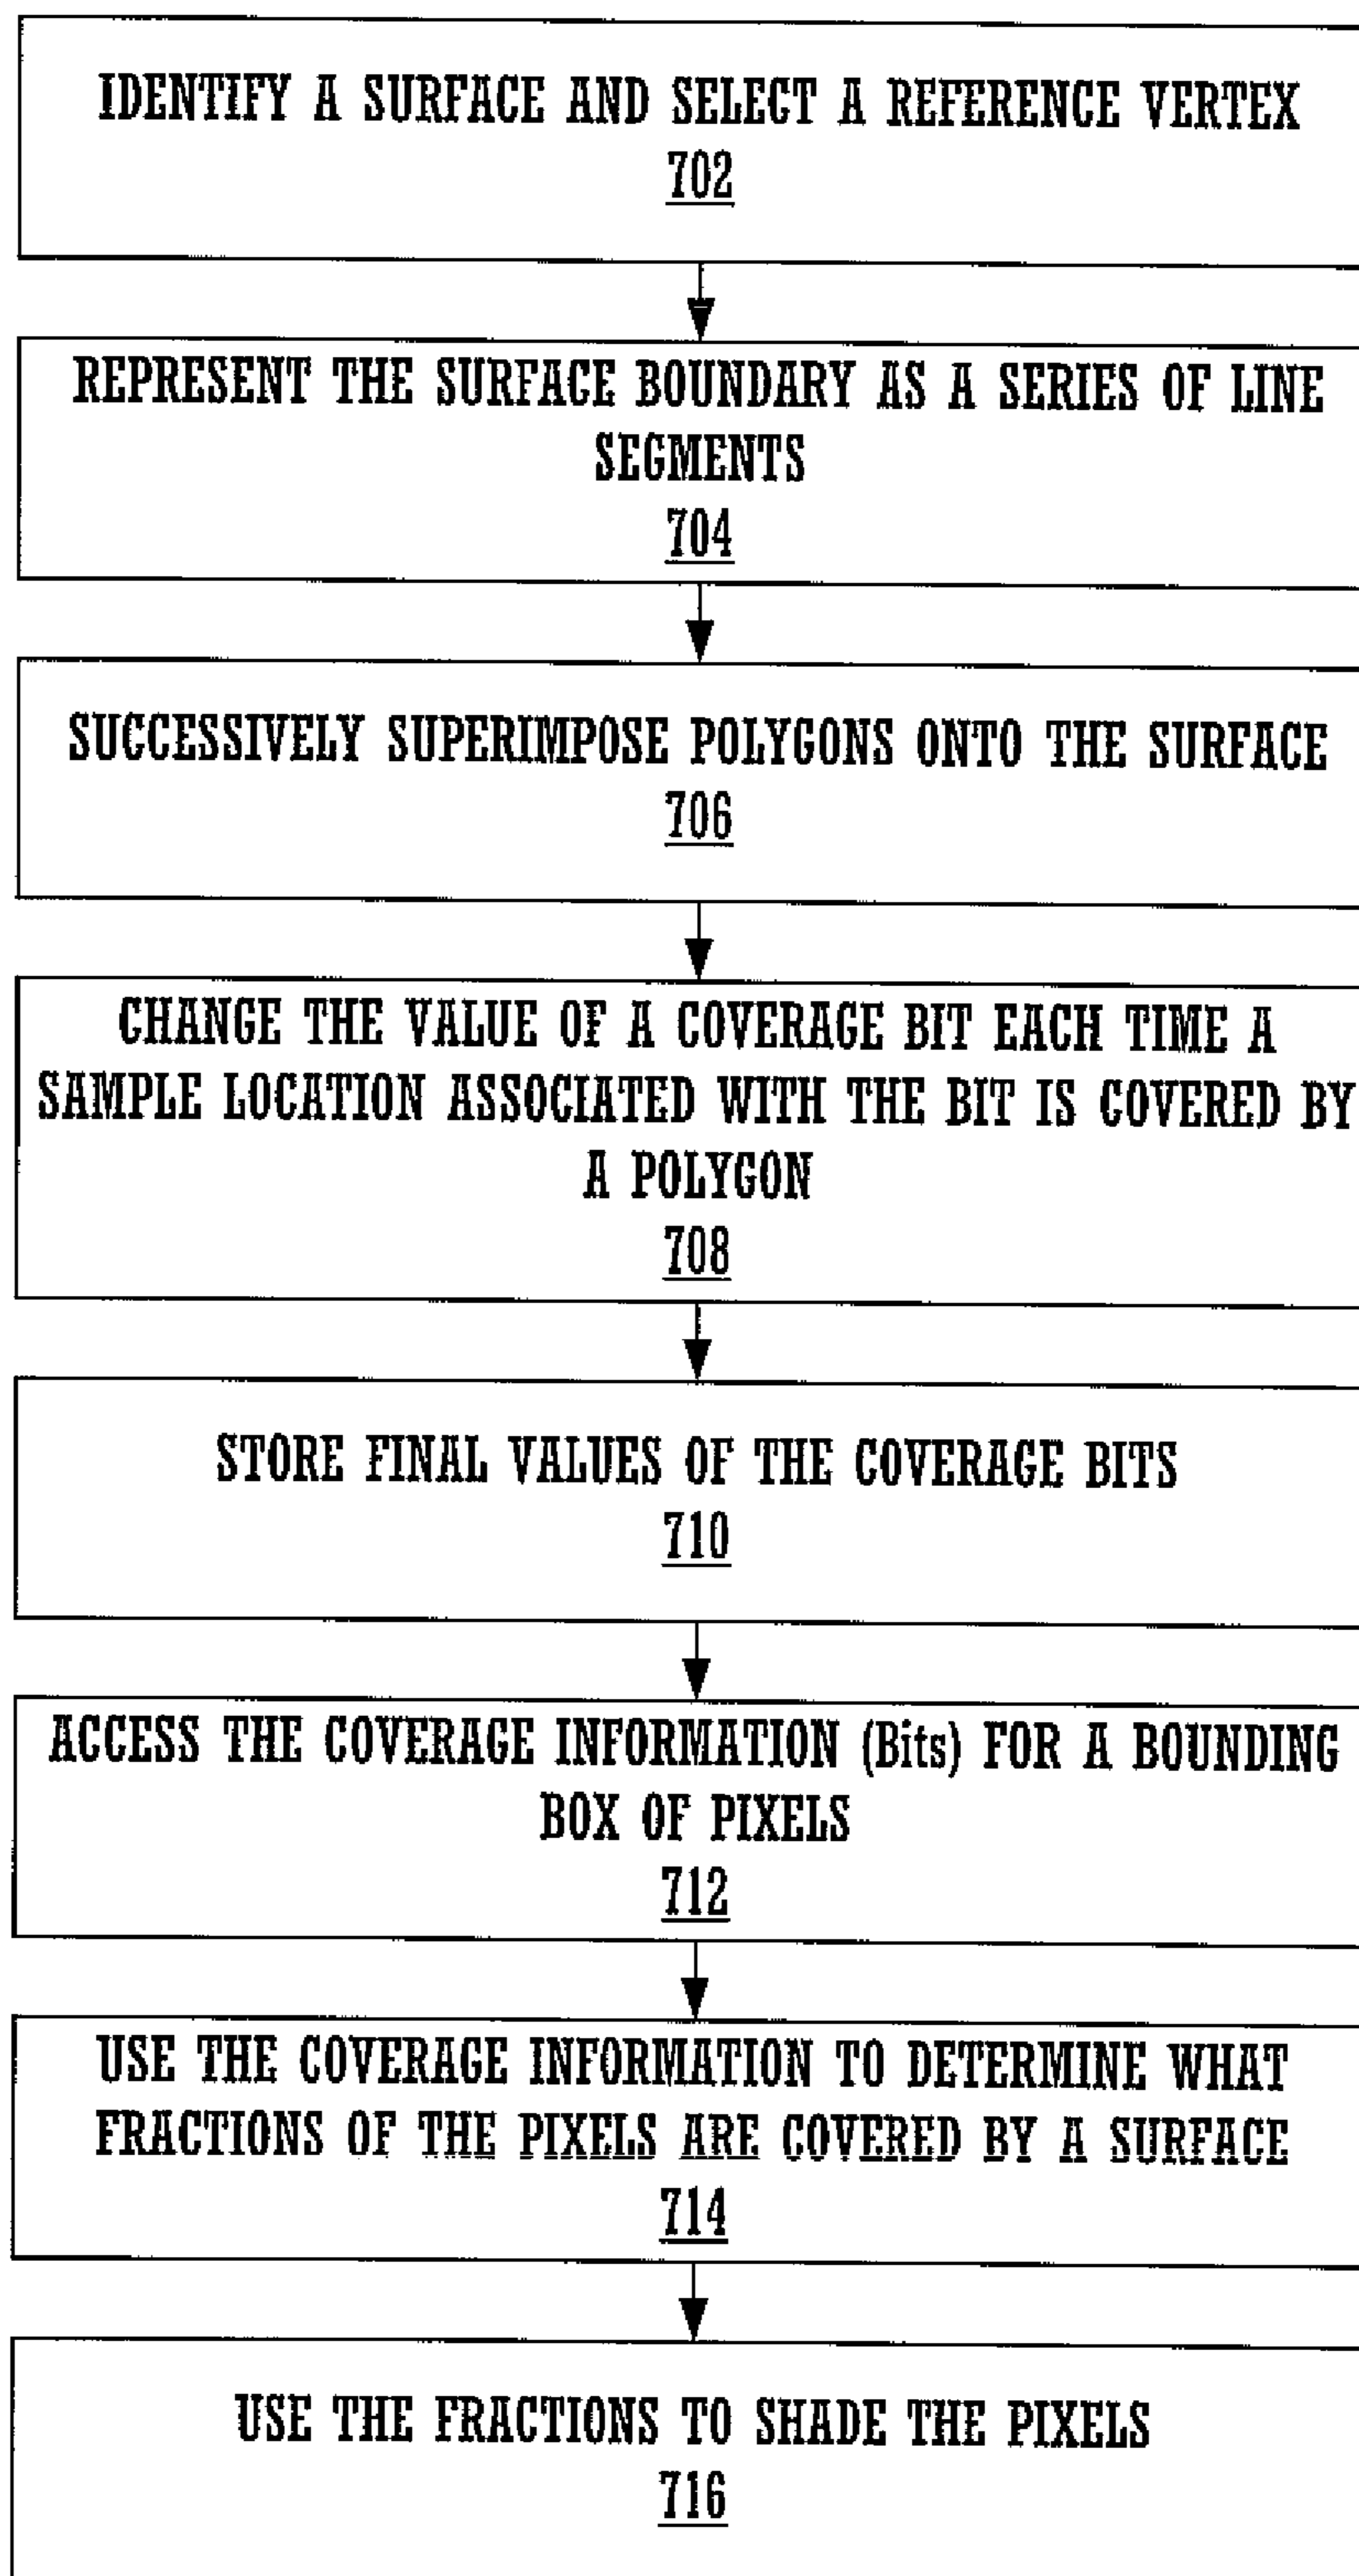 IDENTIFY A SURFACE AND SELECT A REFERENCE VERTEX
702
REPRESENT THE SURFACE BOUNDARY AS A SERIES OF LINE
SEGMENTS
704
SUCCESSIVELY SUPERIMPOSE POLYGONS ONTO THE SURFACE
706
CHANGE THE VALUE OF A COVERAGE BIT EACH TIME A
SAMPLE LOCATION ASSOCIATED WITH THE BIT IS COVERED BY
A POLYGON
708
STORE FINAL VALUES OF THE COVERAGE BITS
710
ACCESS THE COVERAGE INFORMATION (Bits) FOR A BOUNDING
BOX OF PIXELS
712
USE THE COVERAGE INFORMATION TO DETERMINE WHAT
FRACTIONS OF THE PIXELS ARE COVERED BY A SURFACE
714
USE THE FRACTIONS TO SHADE THE PIXELS
716